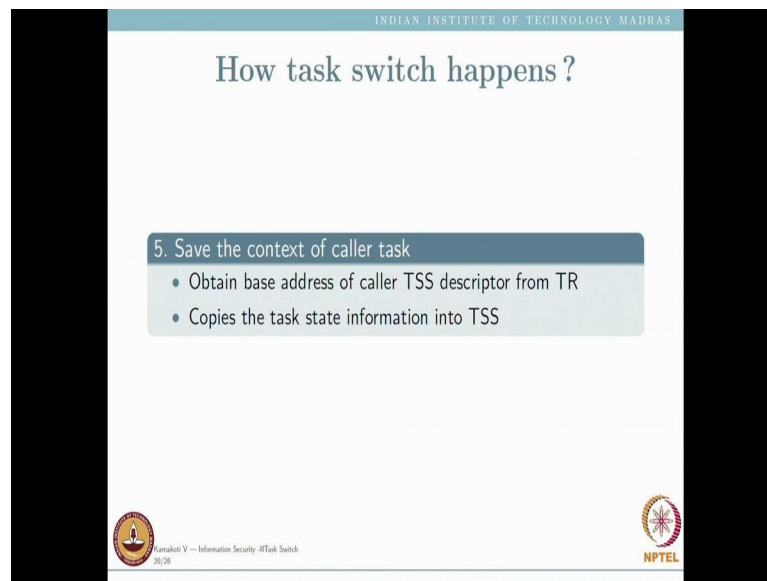 INDIAN INSTITUTE OF TECHNOLOGY MADRAS
How task switch happens?
5. Save the context of caller task
• Obtain base address of caller TSS descriptor from TR
• Copies the task state information into TSS
Kamakoti V — Information Security -IITask Switch
20/26
NPTEL